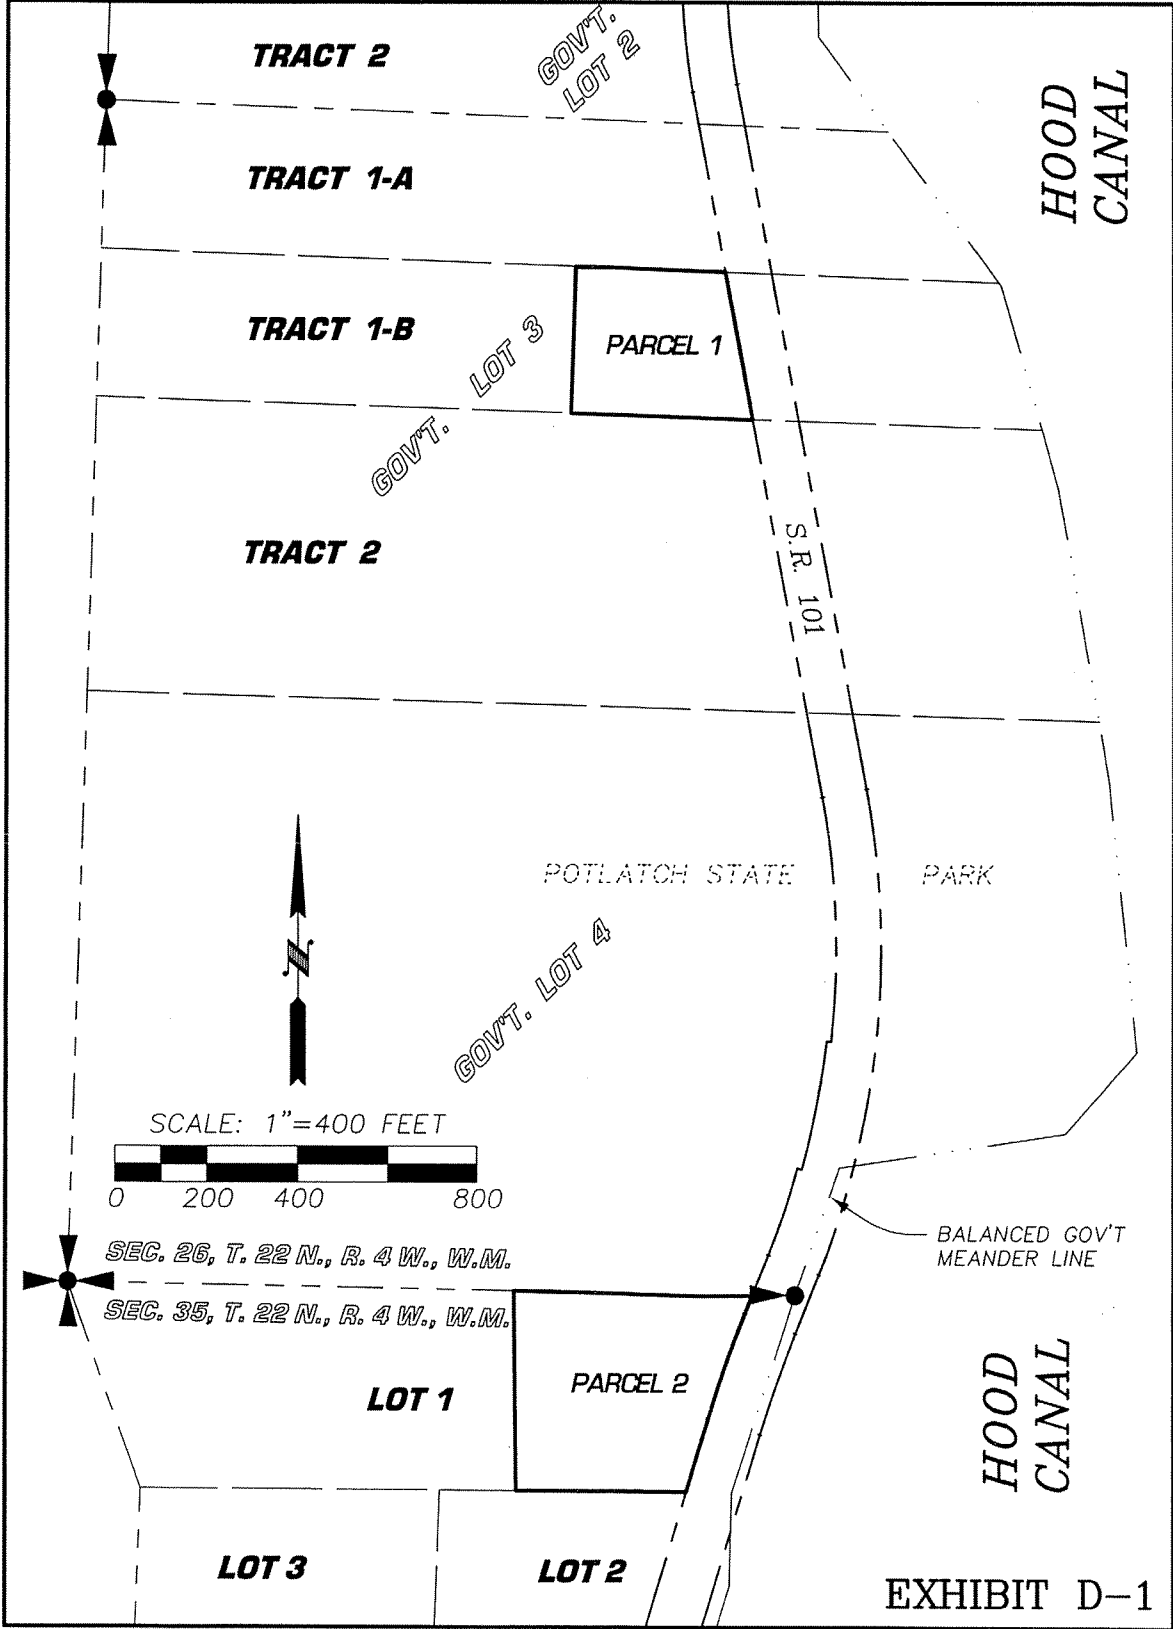 TRACT 2
GOV'T.
LOT 2
HOOD
CANAL
TRACT 1-A
TRACT 1-B
PARCEL 1
GOV'T. LOT 3
TRACT 2
S.R. 101
POTLATCH STATE PARK
N
GOV'T. LOT 4
SCALE: 1"=400 FEET
0 200 400 800
BALANCED GOV'T
MEANDER LINE
SEC. 26, T. 22 N., R. 4 W., W.M.
SEC. 35, T. 22 N., R. 4 W., W.M.
PARCEL 2
LOT 1
HOOD
CANAL
LOT 3
LOT 2
EXHIBIT D-1